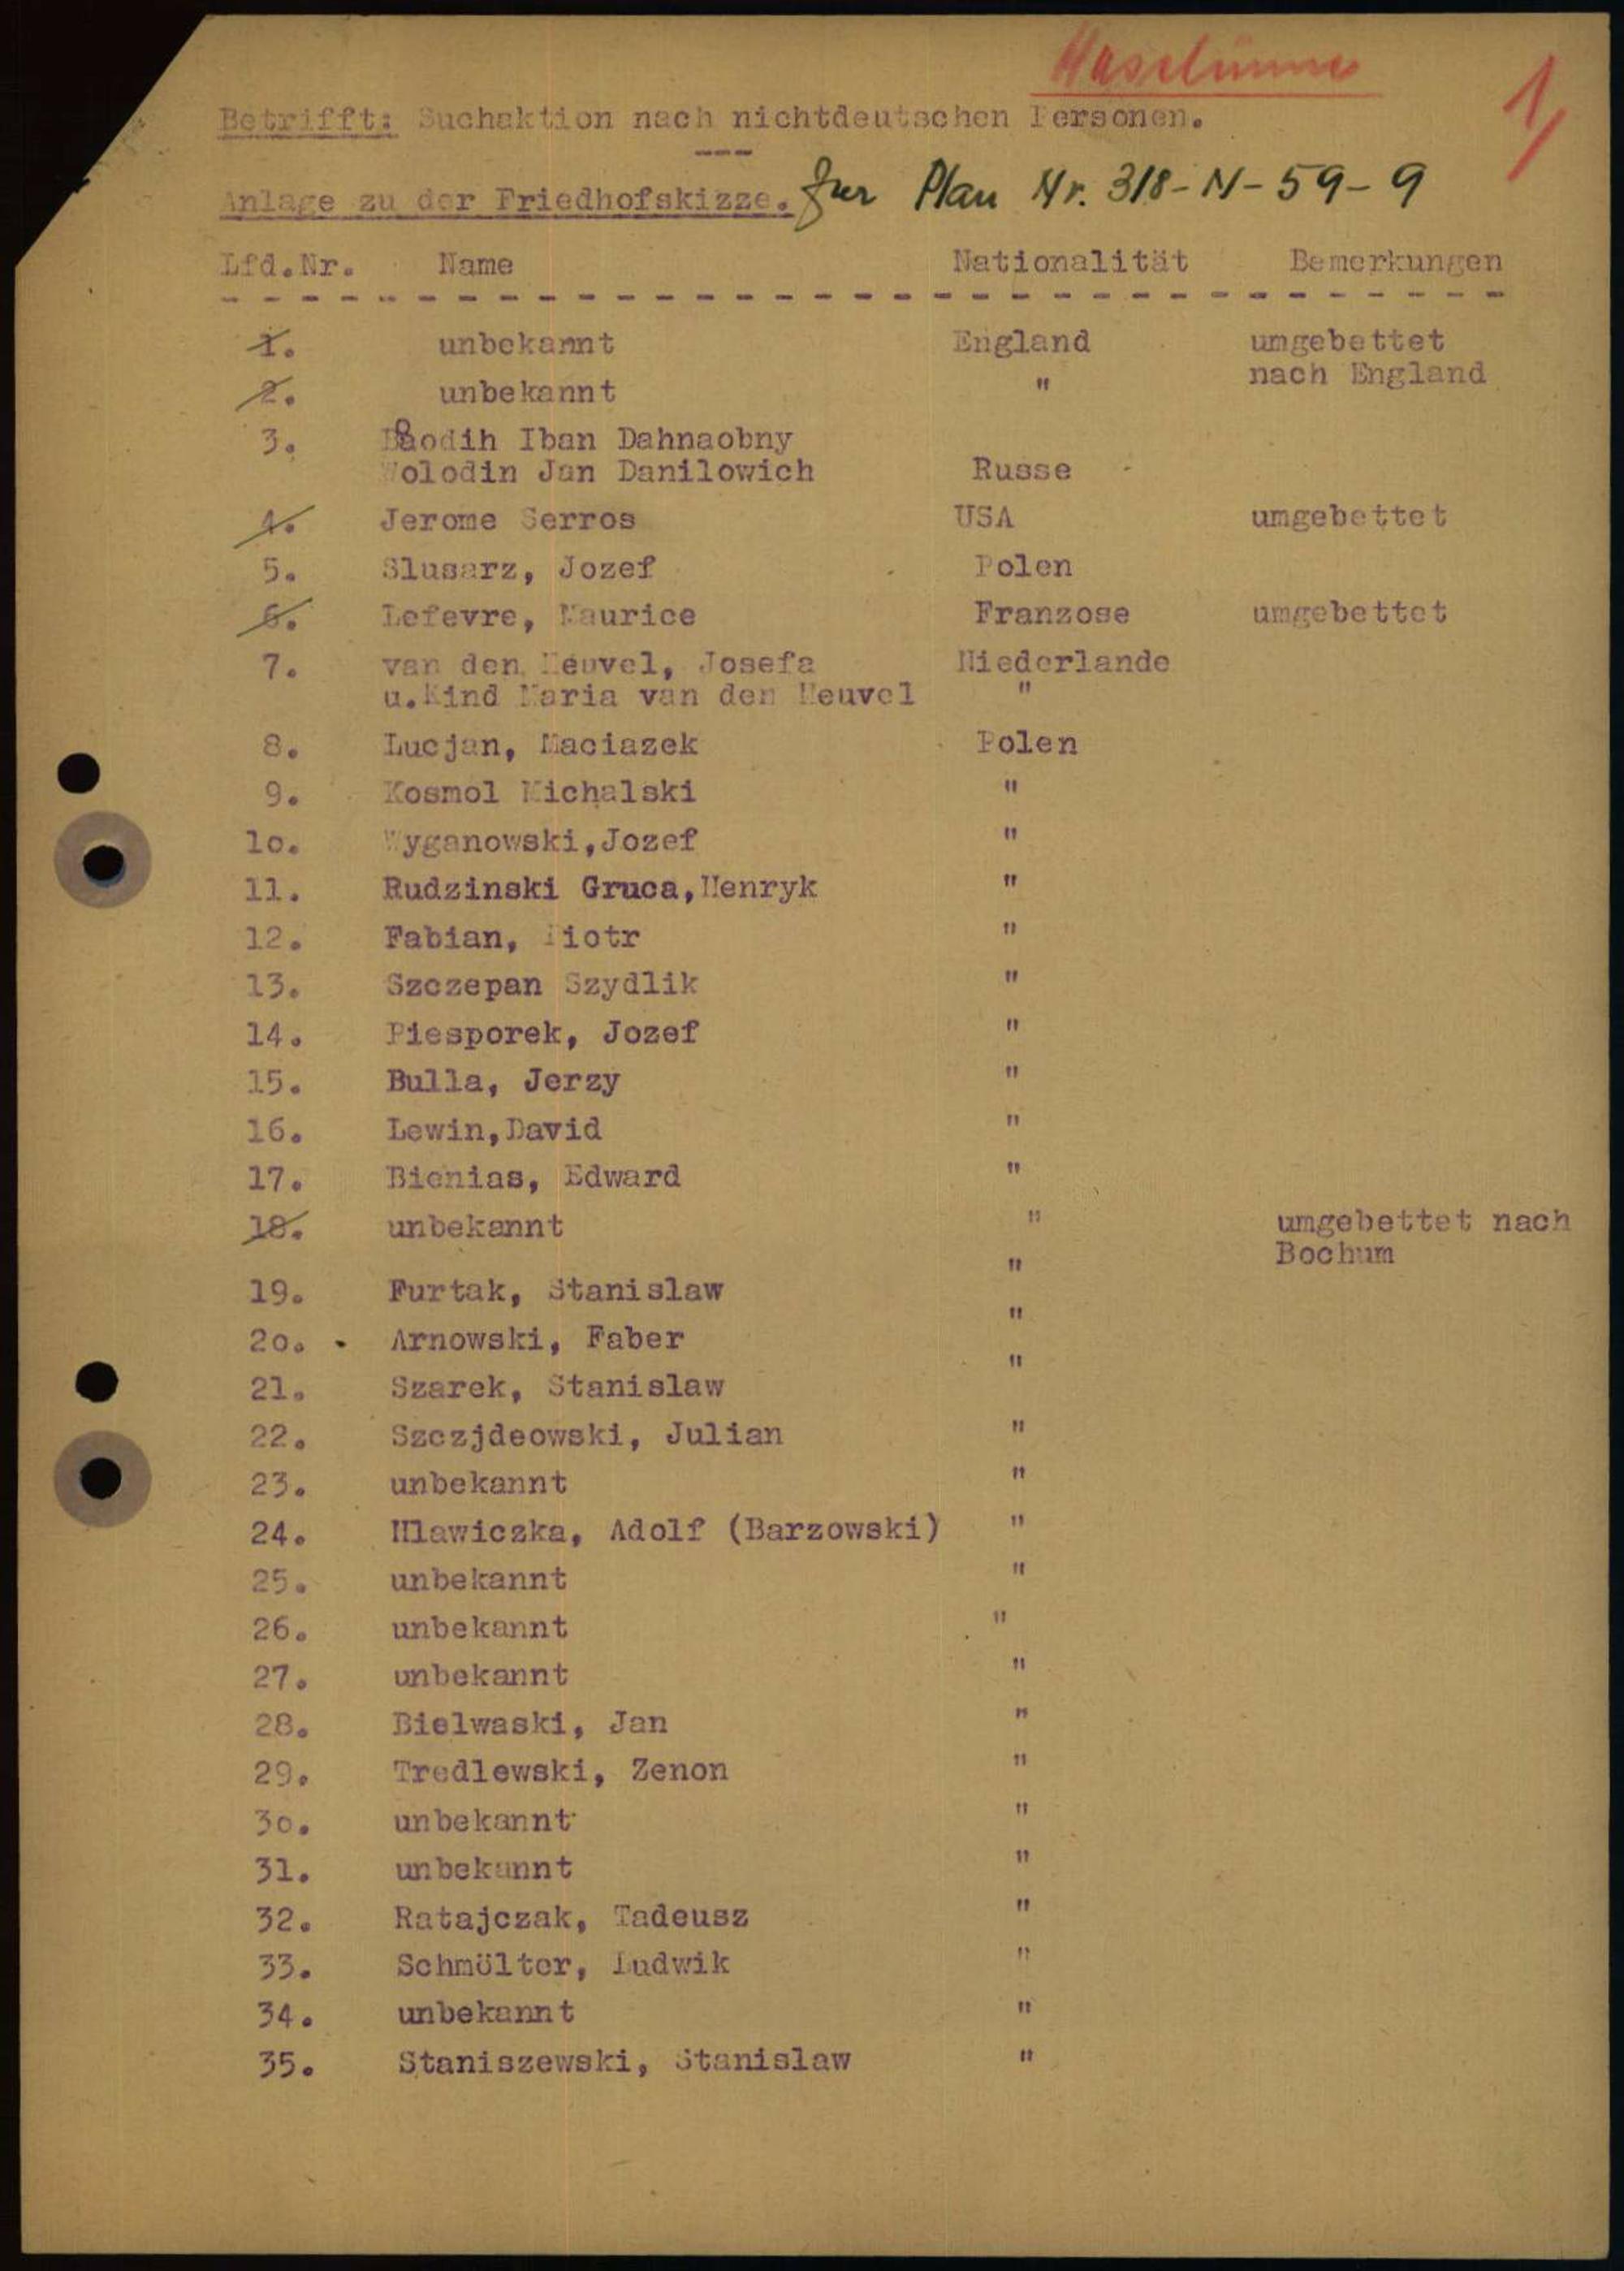 1/
Betrifft: Suchaktion nach nichtdeutschen Personen.
Anlage zu der Friedhofskizze. für Plan Nr. 318-N-59-9
Lfd.Nr. Name Nationalität Bemerkungen
1. unbekannt England umgebettet
nach England
2. unbekannt "
3. Iban Dahnaobny
Wolodin Jan Danilowich Russe
4. Jerome Serros USA umgebettet
5. Slusarz, Jozef Polen
6. Lefevre, Maurice Franzose umgebettet
7. van den Heuvel, Josefa Niederlande
u.Kind Maria van den Heuvel "
8. Lucjan, Maciazek Polen
9. Kosmol Michalski "
10. Wyganowski,Jozef "
11. Rudzinski Gruca,Henryk "
12. Fabian, Piotr "
13. Szczepan Szydlik "
14. Piesporek, Jozef "
15. Bulla, Jerzy "
16. Lewin,David "
17. Bienias, Edward "
18. unbekannt " umgebettet nach
Bochum
19. Furtak, Stanislaw "
20. Arnowski, Faber "
21. Szarek, Stanislaw "
22. Szczjdeowski, Julian "
23. unbekannt "
24. Hlawiczka, Adolf (Barzowski) "
25. unbekannt "
26. unbekannt "
27. unbekannt "
28. Bielwaski, Jan "
29. Tredlewski, Zenon "
30. unbekannt "
31. unbekannt "
32. Ratajczak, Tadeusz "
33. Schmölter, Ludwik "
34. unbekannt "
35. Staniszewski, Stanislaw "